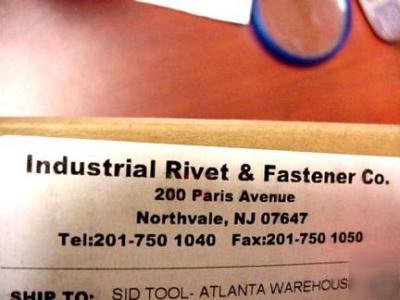 Industrial Rivet & Fastener Co.
200 Paris Avenue
Northvale, NJ 07647
Tel:201-750 1040 Fax:201-750 1050
SHIP TO: SID TOOL- ATLANTA WAREHOUSE